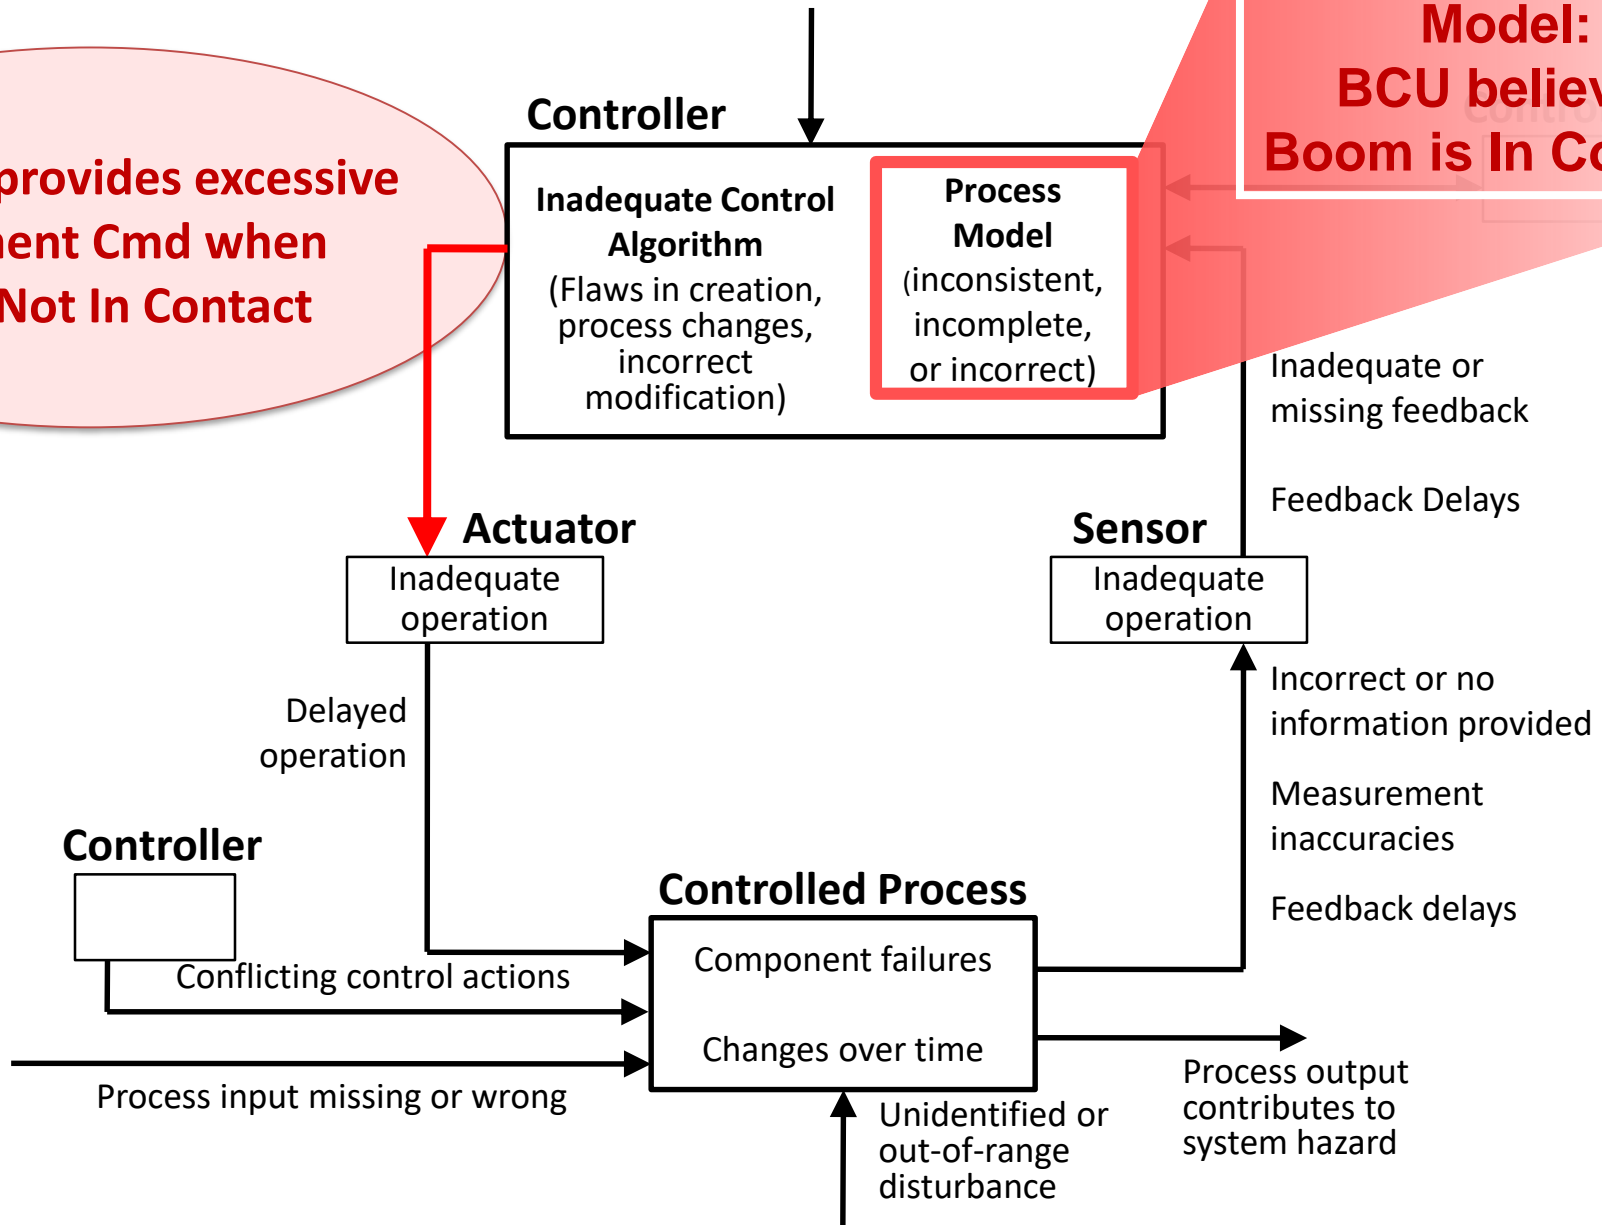 Model:
BCU believ
Boom is In Co
Controller
provides excessive
ent Cmd when
Not In Contact
Inadequate Control
Algorithm
(Flaws in creation,
process changes,
incorrect
modification)
Process
Model
(inconsistent,
incomplete,
or incorrect)
Inadequate or
missing feedback
Feedback Delays
Actuator
Inadequate
operation
Sensor
Inadequate
operation
Delayed
operation
Incorrect or no
information provided
Measurement
inaccuracies
Feedback delays
Controller
Controlled Process
Component failures
Changes over time
Conflicting control actions
Process input missing or wrong
Unidentified or
out-of-range
disturbance
Process output
contributes to
system hazard